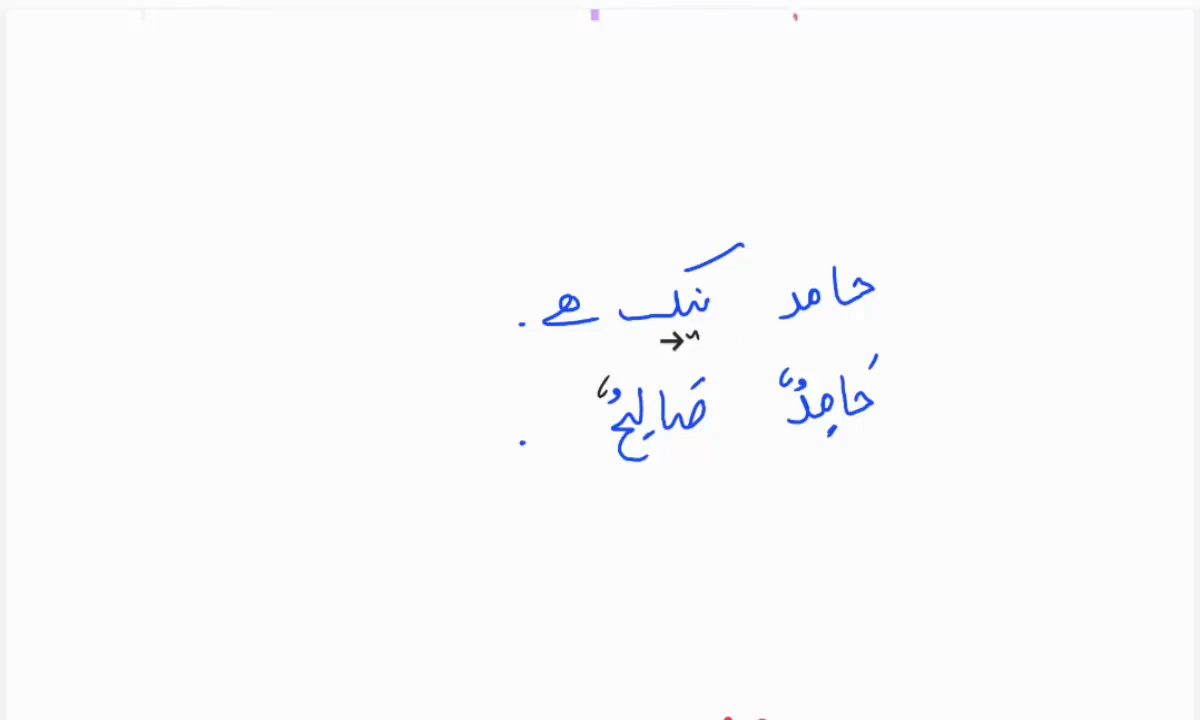 حامد نیک ہے.
حَامِدٌ صَالِحٌ.